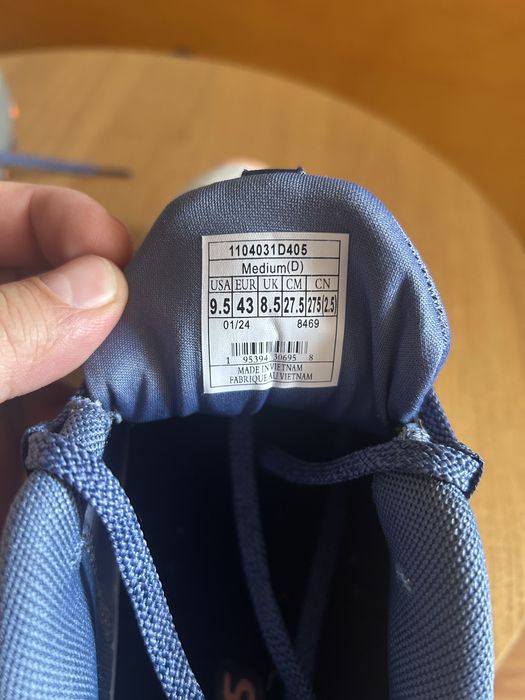 1104031D405
Medium(D)
USA EUR UK CM CN
9.5 43 8.5 27.5 275(2.5)
01/24 8469
1 95394 30695 8
MADE IN VIETNAM
FABRIQUE AU VIETNAM
S